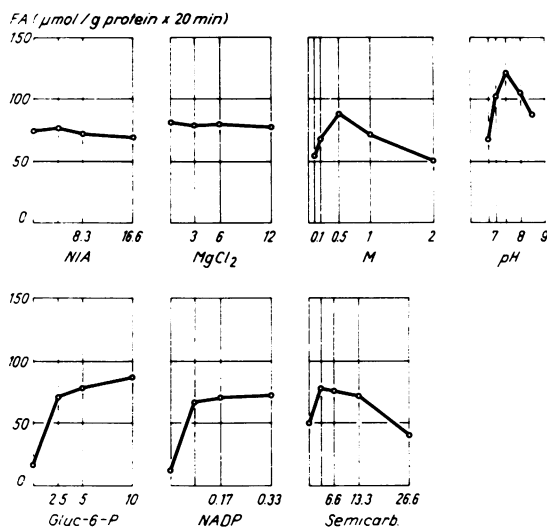 FA (μmol / g protein x 20 min)
150
100
50
0
8.3 16.6
NIA
3 6 12
MgCl2
0.1 0.5 1 2
M
7 8 9
pH
150
100
50
0
2.5 5 10
Gluc-6-P
0.17 0.33
NADP
6.6 13.3 26.6
Semicarb.